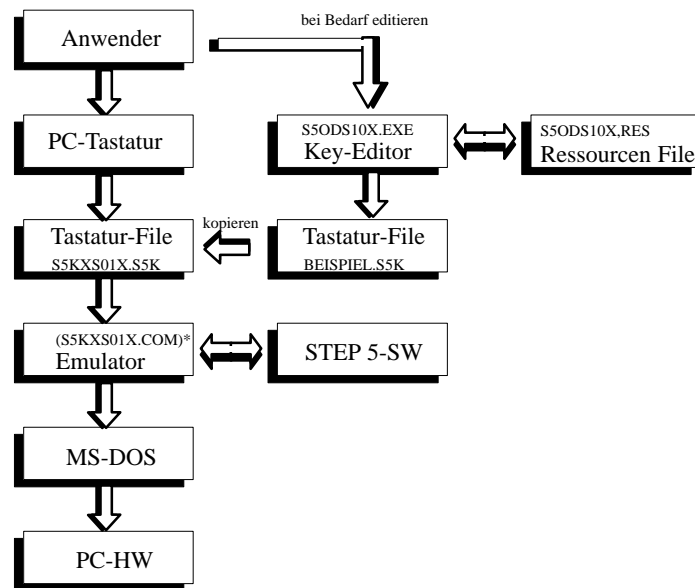 bei Bedarf editieren
Anwender
S5ODS10X.EXE
S5ODS10X,RES
PC-Tastatur
Key-Editor
Ressourcen File
kopieren
Tastatur-File
Tastatur-File
S5KXS01X.S5K
BEISPIEL.S5K
(S5KXS01X.COM)*
Emulator
STEP 5-SW
MS-DOS
PC-HW